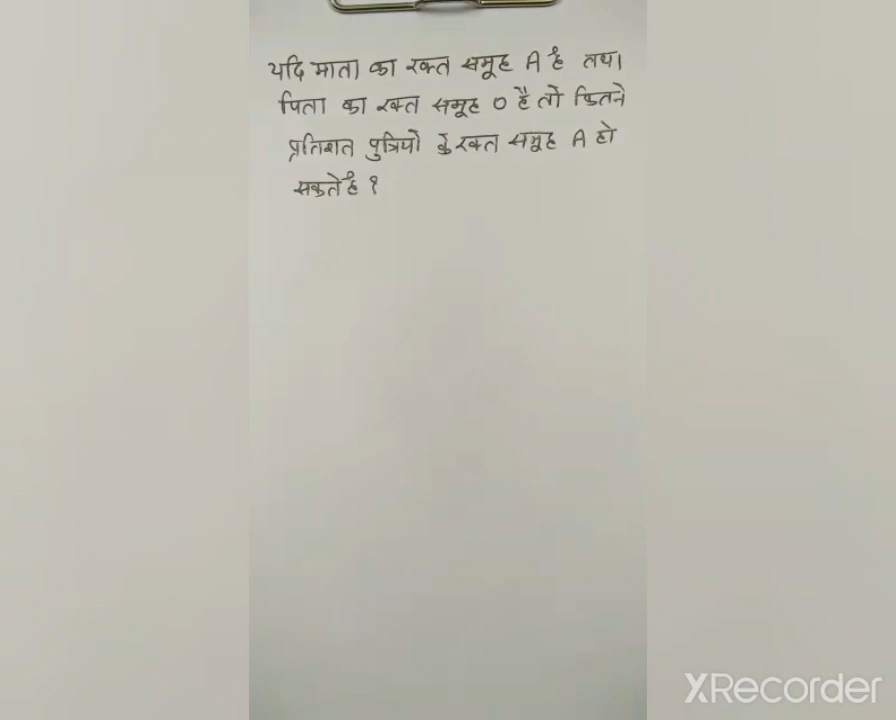 यदि माता का रक्त समूह A है तथा
पिता का रक्त समूह O है तो कितने
प्रतिशत पुत्रियों के रक्त समूह A हो
सकते है ?
XRecorder